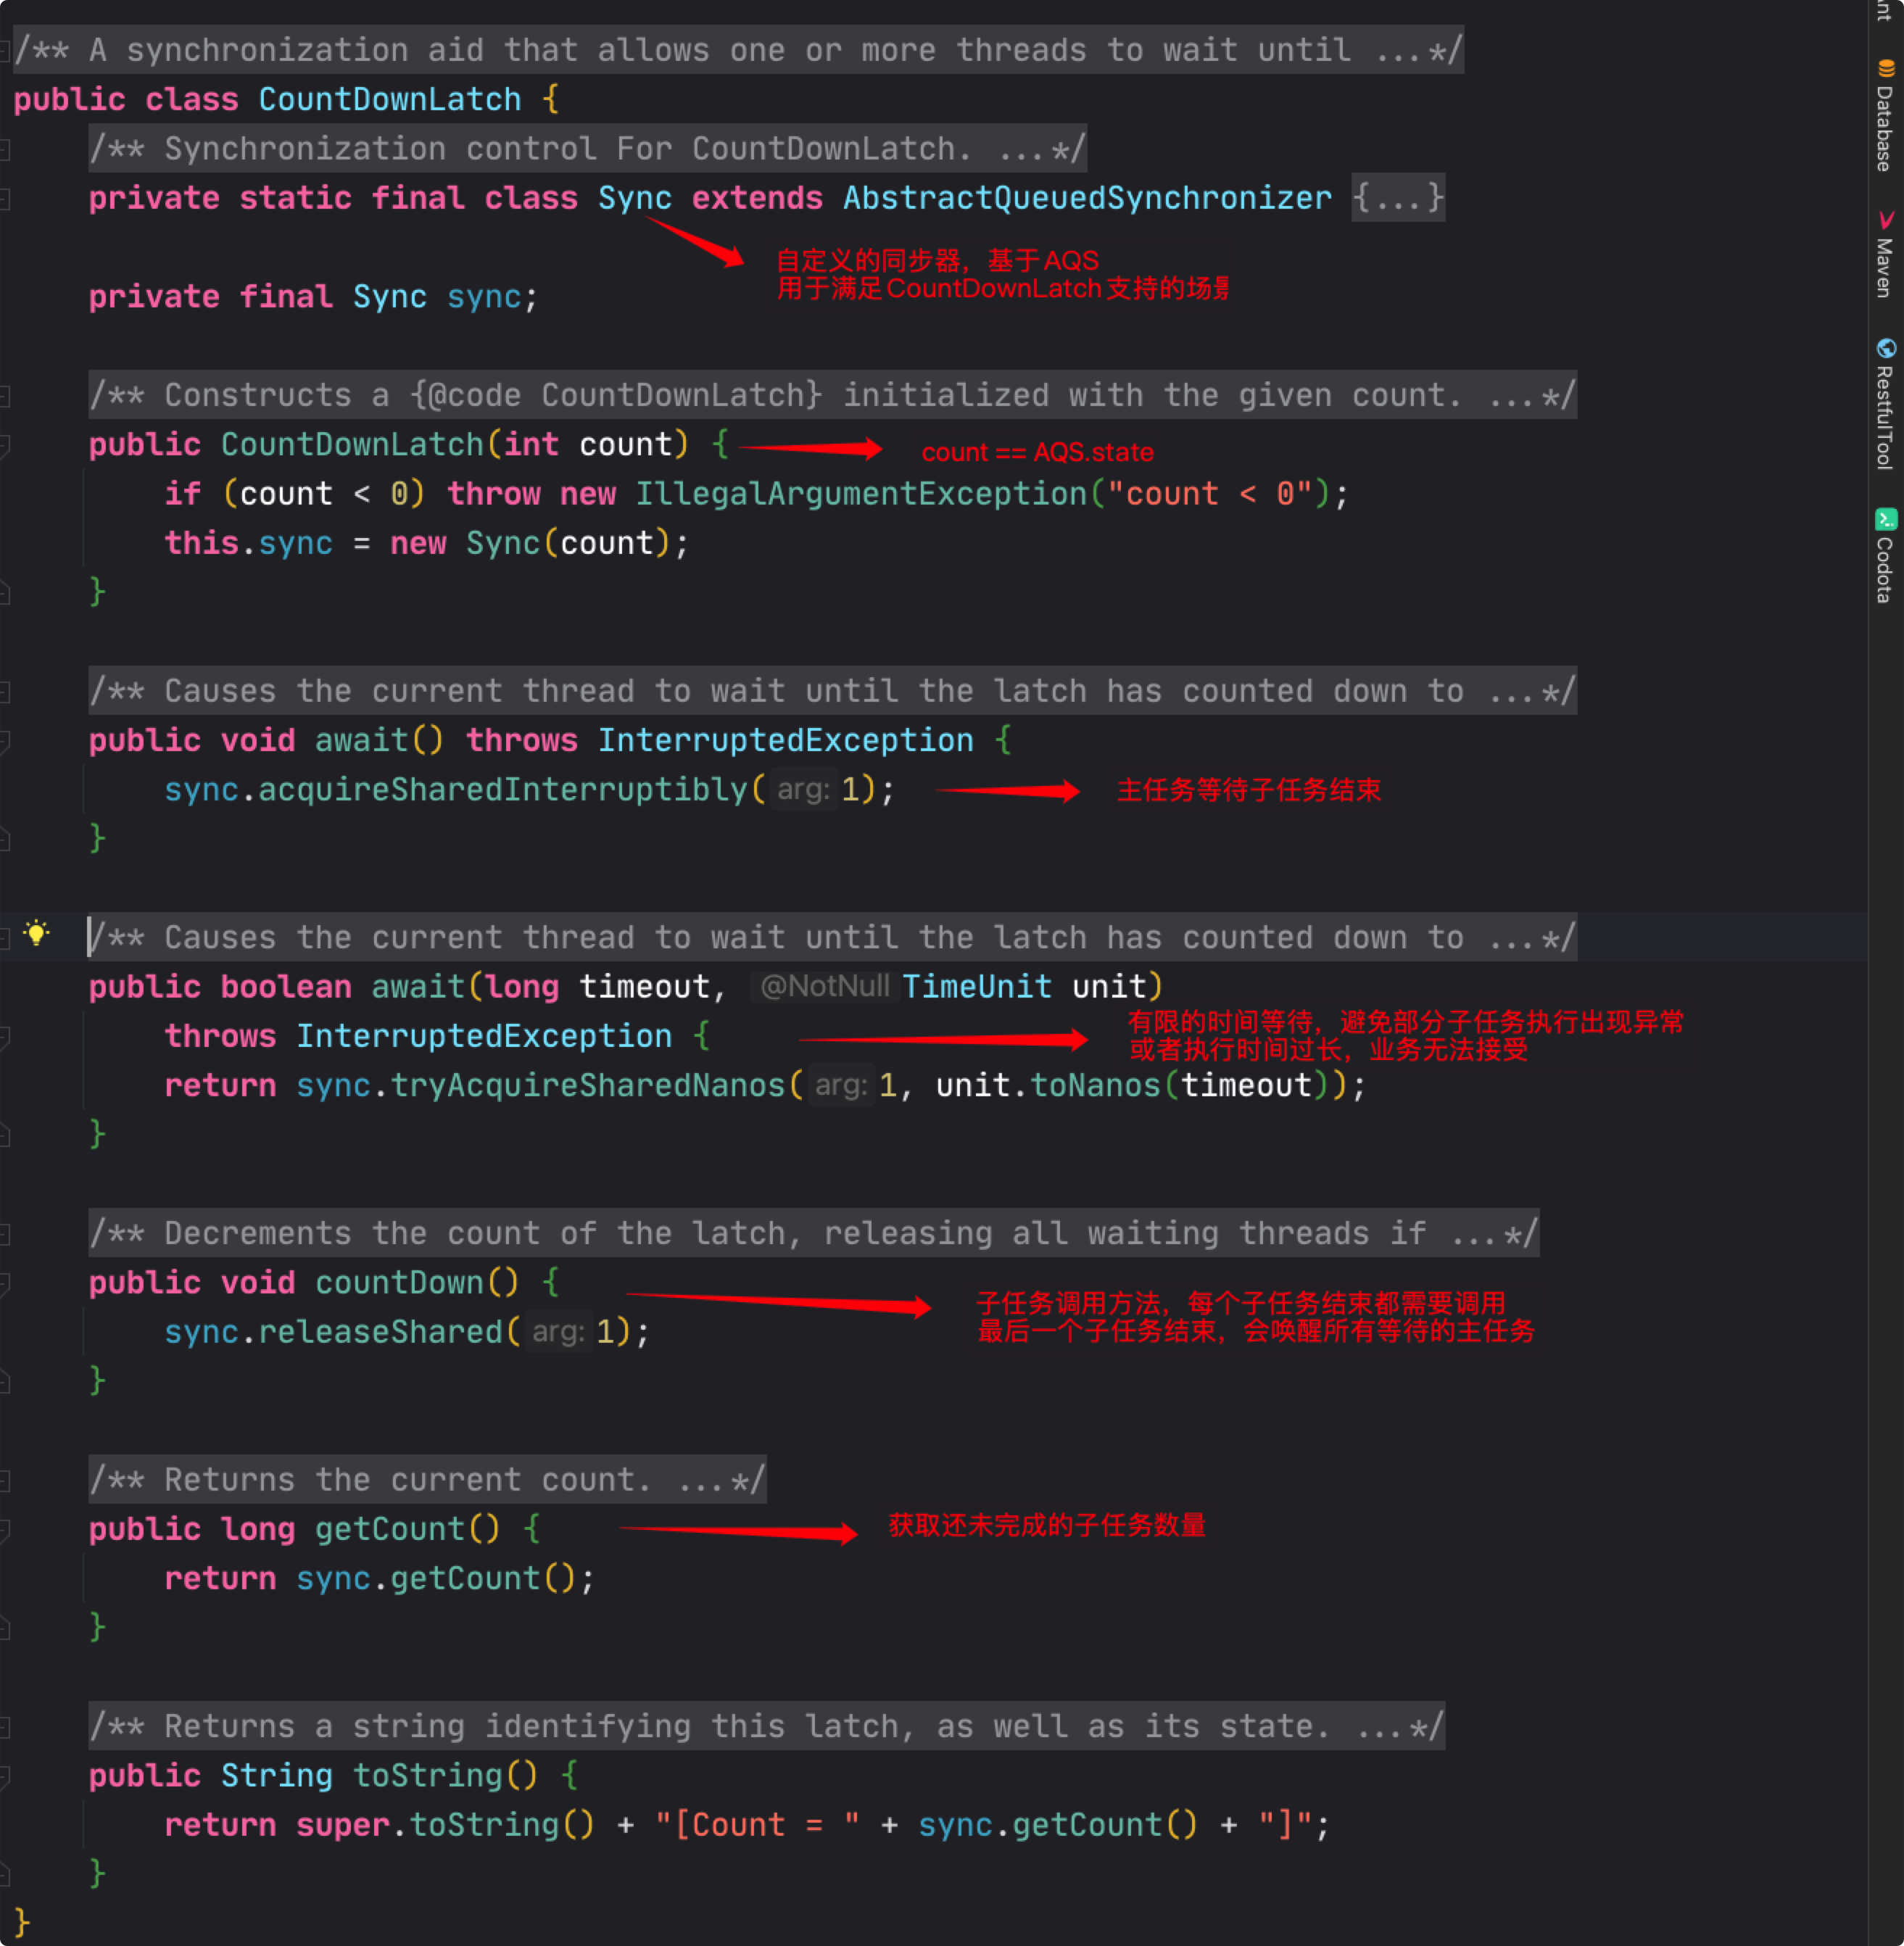 /** A synchronization aid that allows one or more threads to wait until ...*/
public class CountDownLatch {
/** Synchronization control For CountDownLatch. ...*/
private static final class Sync extends AbstractQueuedSynchronizer {...}
自定义的同步器，基于AQS
用于满足CountDownLatch支持的场景
private final Sync sync;
/** Constructs a {@code CountDownLatch} initialized with the given count. ...*/
public CountDownLatch(int count) {
count == AQS.state
if (count < 0) throw new IllegalArgumentException("count < 0");
this.sync = new Sync(count);
}
/** Causes the current thread to wait until the latch has counted down to ...*/
public void await() throws InterruptedException {
sync.acquireSharedInterruptibly( arg: 1);
主任务等待子任务结束
}
/** Causes the current thread to wait until the latch has counted down to ...*/
public boolean await(long timeout, @NotNull TimeUnit unit)
throws InterruptedException {
有限的时间等待，避免部分子任务执行出现异常
或者执行时间过长，业务无法接受
return sync.tryAcquireSharedNanos( arg: 1, unit.toNanos(timeout));
}
/** Decrements the count of the latch, releasing all waiting threads if ...*/
public void countDown() {
子任务调用方法，每个子任务结束都需要调用
最后一个子任务结束，会唤醒所有等待的主任务
sync.releaseShared( arg: 1);
}
/** Returns the current count. ...*/
public long getCount() {
获取还未完成的子任务数量
return sync.getCount();
}
/** Returns a string identifying this latch, as well as its state. ...*/
public String toString() {
return super.toString() + "[Count = " + sync.getCount() + "]";
}
}
Database
Maven
RestfulTool
Codota